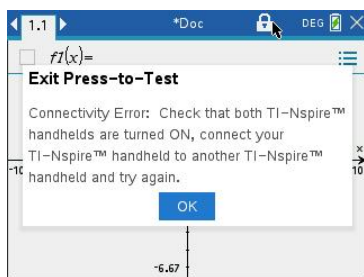 1.1 *Doc DEG
f1(x)=
Exit Press-to-Test
Connectivity Error: Check that both TI-Nspire™
handhelds are turned ON, connect your
TI-Nspire™ handheld to another TI-Nspire™
handheld and try again.
x
-10 10
OK
-6.67